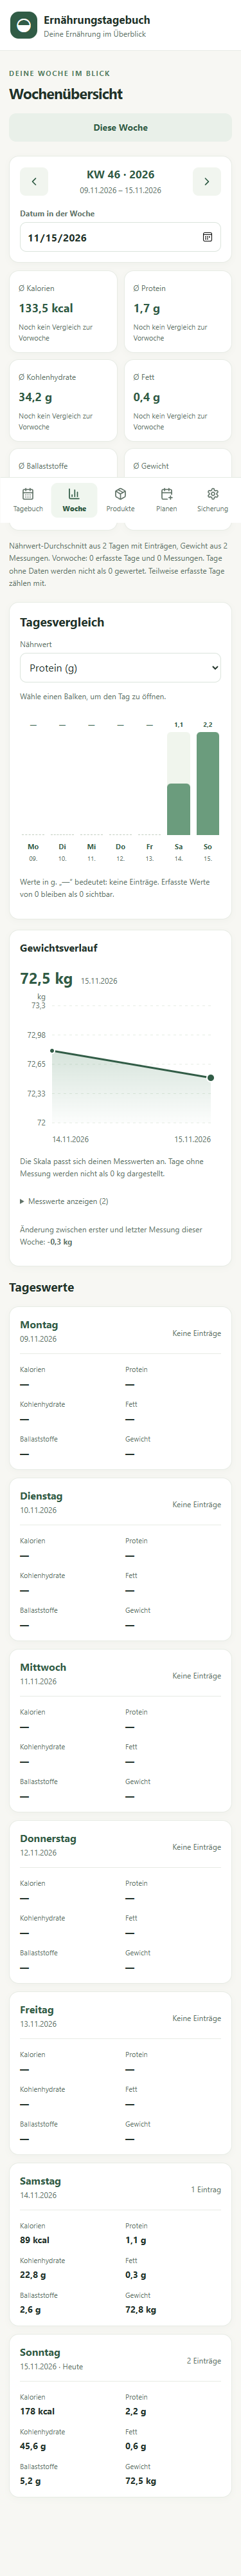 Ernährungstagebuch
Deine Ernährung im Überblick
DEINE WOCHE IM BLICK
Wochenübersicht
Diese Woche
KW 46 · 2026
09.11.2026 – 15.11.2026
Datum in der Woche
11/15/2026
Ø Kalorien
133,5 kcal
Noch kein Vergleich zur
Vorwoche
Ø Protein
1,7 g
Noch kein Vergleich zur
Vorwoche
Ø Kohlenhydrate
34,2 g
Noch kein Vergleich zur
Vorwoche
Ø Fett
0,4 g
Noch kein Vergleich zur
Vorwoche
Ø Ballaststoffe
Ø Gewicht
Tagebuch
Woche
Produkte
Planen
Sicherung
Nährwert-Durchschnitt aus 2 Tagen mit Einträgen, Gewicht aus 2
Messungen. Vorwoche: 0 erfasste Tage und 0 Messungen. Tage
ohne Daten werden nicht als 0 gewertet. Teilweise erfasste Tage
zählen mit.
Tagesvergleich
Nährwert
Protein (g)
Wähle einen Balken, um den Tag zu öffnen.
— — — — — 1,1 2,2
Mo Di Mi Do Fr Sa So
09. 10. 11. 12. 13. 14. 15.
Werte in g. „—“ bedeutet: keine Einträge. Erfasste Werte
von 0 bleiben als 0 sichtbar.
Gewichtsverlauf
72,5 kg 15.11.2026
kg
73,3
72,98
72,65
72,33
72
14.11.2026 15.11.2026
Die Skala passt sich deinen Messwerten an. Tage ohne
Messung werden nicht als 0 kg dargestellt.
Messwerte anzeigen (2)
Änderung zwischen erster und letzter Messung dieser
Woche: -0,3 kg
Tageswerte
Montag
09.11.2026
Keine Einträge
Kalorien Protein
— —
Kohlenhydrate Fett
— —
Ballaststoffe Gewicht
— —
Dienstag
10.11.2026
Keine Einträge
Kalorien Protein
— —
Kohlenhydrate Fett
— —
Ballaststoffe Gewicht
— —
Mittwoch
11.11.2026
Keine Einträge
Kalorien Protein
— —
Kohlenhydrate Fett
— —
Ballaststoffe Gewicht
— —
Donnerstag
12.11.2026
Keine Einträge
Kalorien Protein
— —
Kohlenhydrate Fett
— —
Ballaststoffe Gewicht
— —
Freitag
13.11.2026
Keine Einträge
Kalorien Protein
— —
Kohlenhydrate Fett
— —
Ballaststoffe Gewicht
— —
Samstag
14.11.2026
1 Eintrag
Kalorien Protein
89 kcal 1,1 g
Kohlenhydrate Fett
22,8 g 0,3 g
Ballaststoffe Gewicht
2,6 g 72,8 kg
Sonntag
15.11.2026 · Heute
2 Einträge
Kalorien Protein
178 kcal 2,2 g
Kohlenhydrate Fett
45,6 g 0,6 g
Ballaststoffe Gewicht
5,2 g 72,5 kg